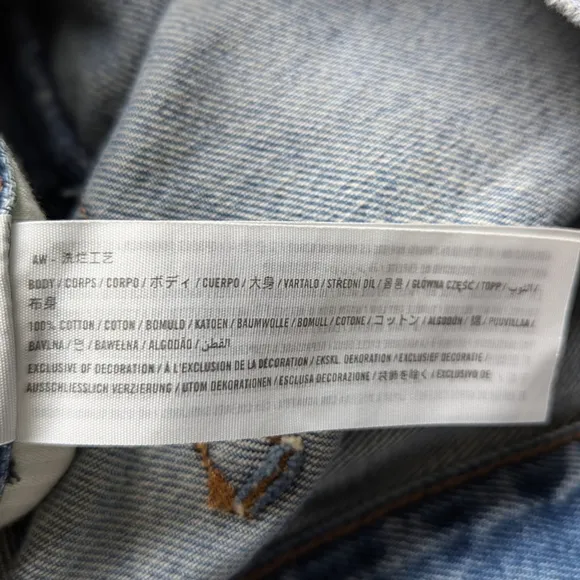 AW - 洗烂工艺
BODY / CORPS / CORPO / ボディ / CUERPO / 大身 / VARTALO / STŘEDNÍ DÍL / 몸통 / GŁÓWNA CZĘŚĆ / TOPP / الثوب /
布身
100% COTTON / COTON / BOMULD / KATOEN / BAUMWOLLE / BOMULL / COTONE / コットン / ALGODÓN / 棉 / PUUVILLAA /
BAVLNA / 면 / BAWEŁNA / ALGODÃO / القطن
EXCLUSIVE OF DECORATION / À L'EXCLUSION DE LA DÉCORATION / EKSKL. DEKORATION / EXCLUSIEF DECORATIE /
AUSSCHLIESSLICH VERZIERUNG / UTOM DEKORATIONEN / ESCLUSA DECORAZIONE / 装飾を除く / EXCLUSIVO DE